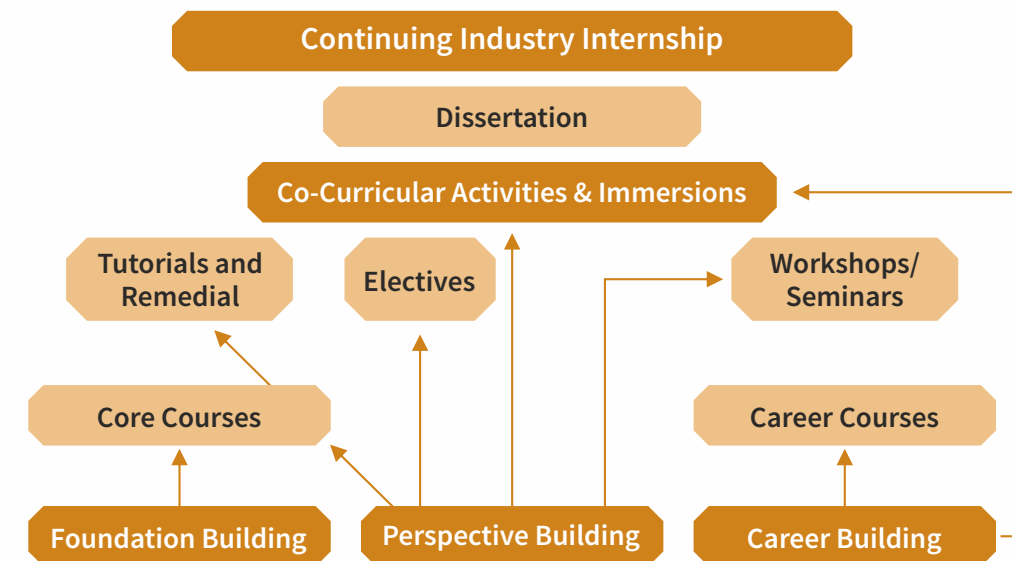 Continuing Industry Internship
Dissertation
Co-Curricular Activities & Immersions
Tutorials and
Remedial
Electives
Workshops/
Seminars
Core Courses
Career Courses
Foundation Building
Perspective Building
Career Building